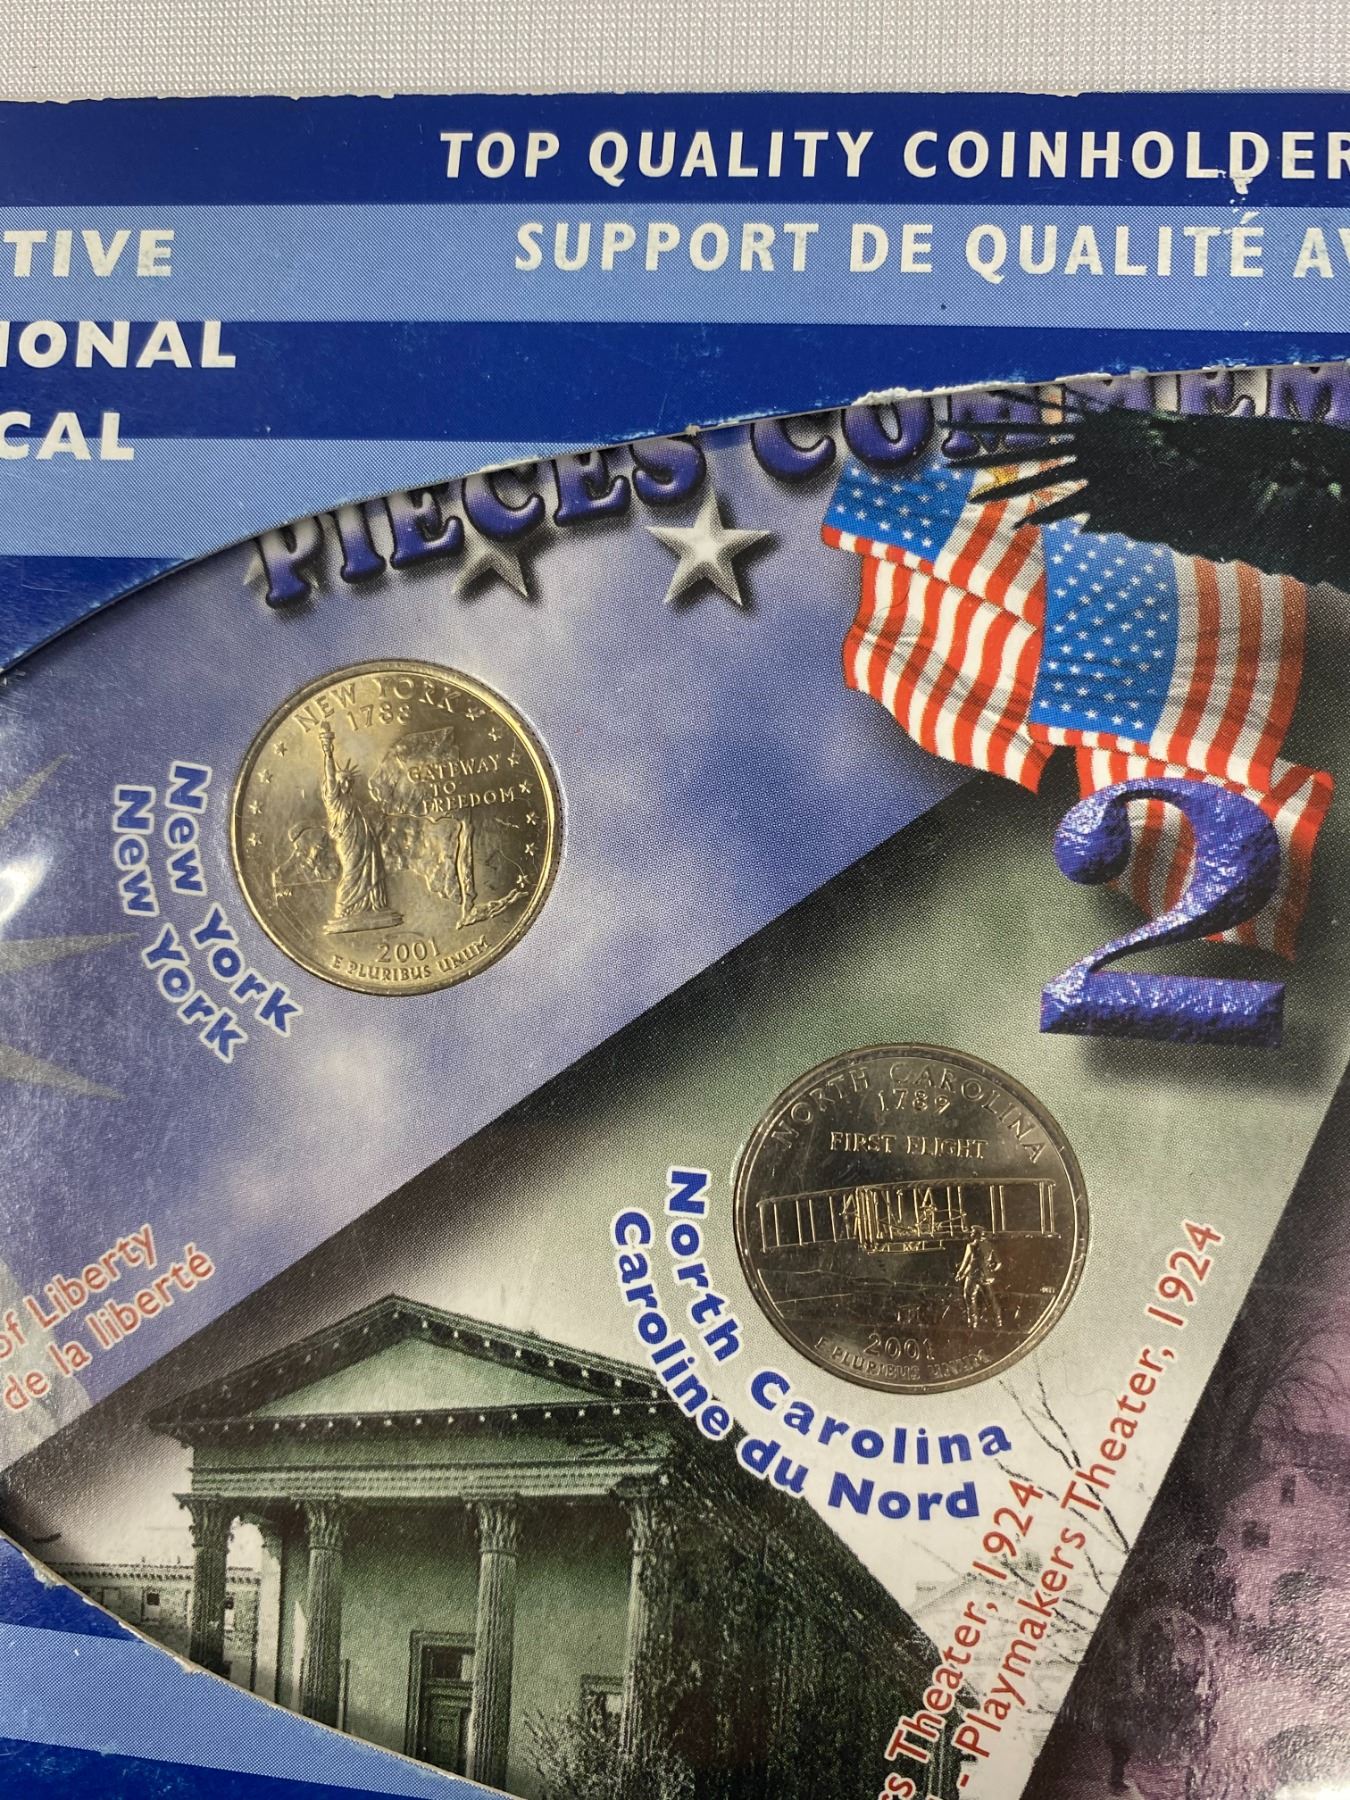 TOP QUALITY COINHOLDER
SUPPORT DE QUALITÉ AV
TIVE
IONAL
CAL
PIECES COMMEM
NEW YORK
1788
GATEWAY
TO
FREEDOM
2001
E PLURIBUS UNUM
New York
New York
2
NORTH CAROLINA
1789
FIRST FLIGHT
2001
E PLURIBUS UNUM
North Carolina
Caroline du Nord
of Liberty
de la liberté
s Theater, 1924
- Playmakers Theater, 1924